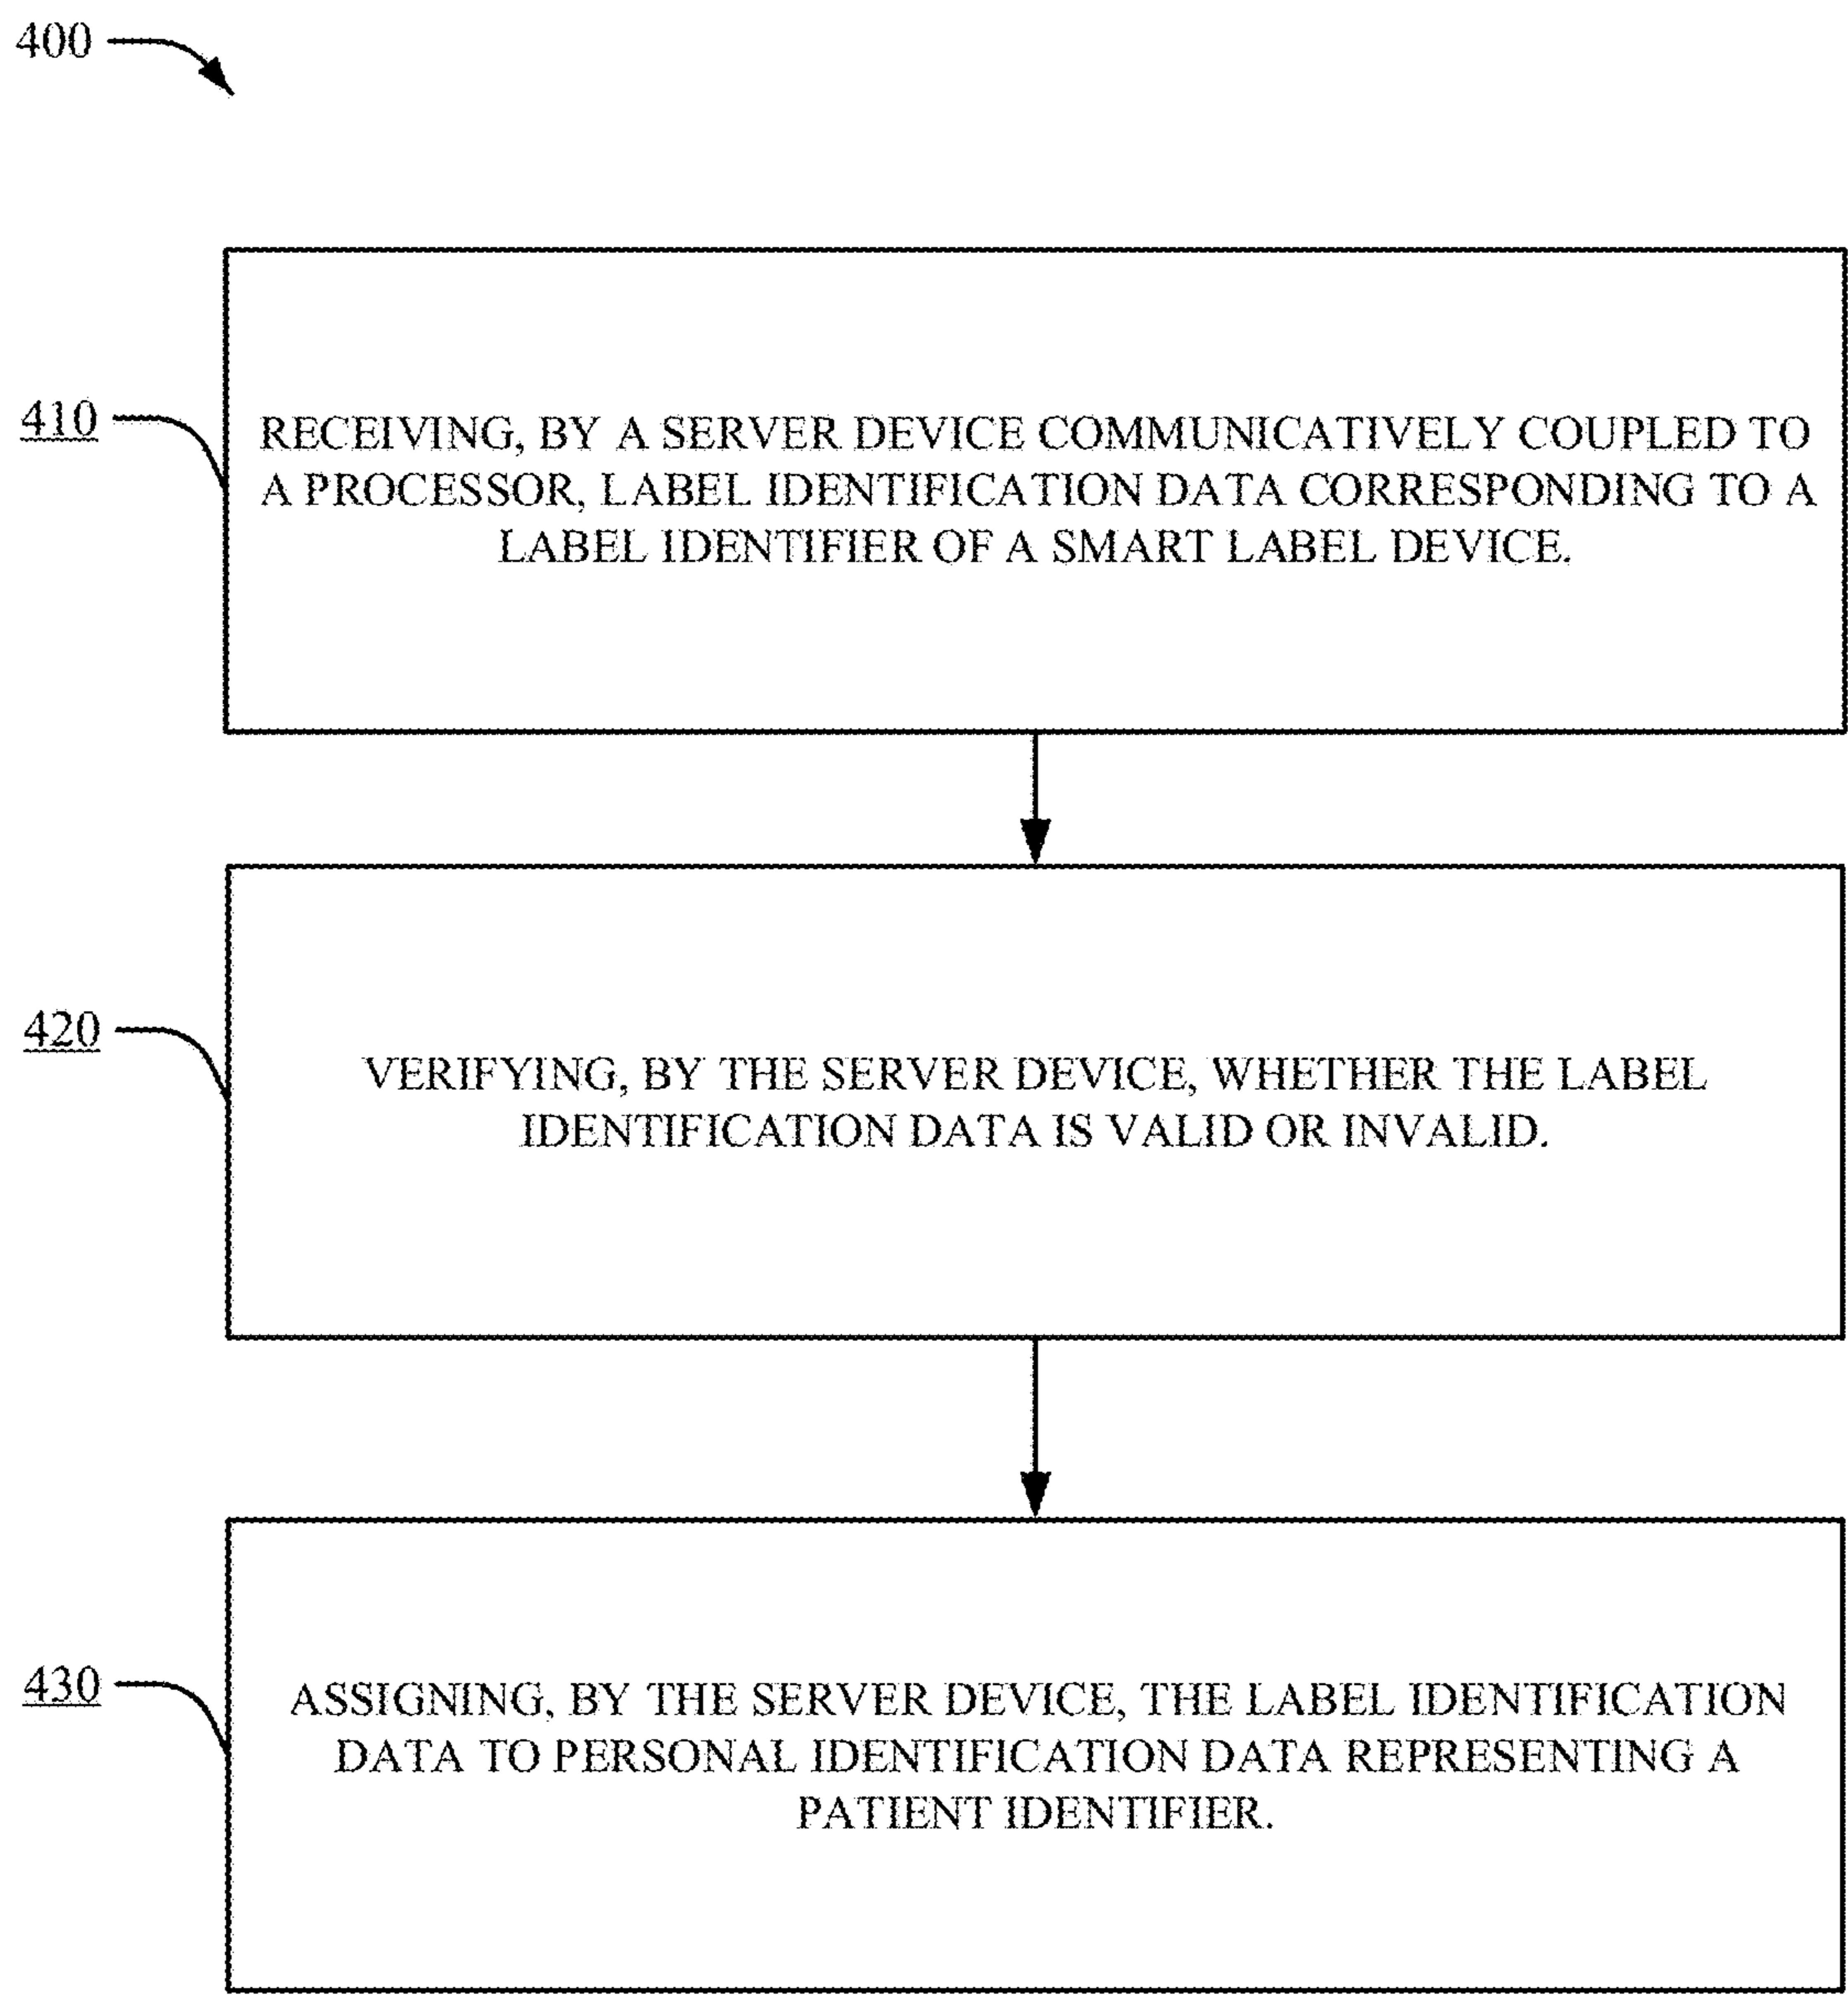 400
410
RECEIVING, BY A SERVER DEVICE COMMUNICATIVELY COUPLED TO
A PROCESSOR, LABEL IDENTIFICATION DATA CORRESPONDING TO A
LABEL IDENTIFIER OF A SMART LABEL DEVICE.
420
VERIFYING, BY THE SERVER DEVICE, WHETHER THE LABEL
IDENTIFICATION DATA IS VALID OR INVALID.
430
ASSIGNING, BY THE SERVER DEVICE, THE LABEL IDENTIFICATION
DATA TO PERSONAL IDENTIFICATION DATA REPRESENTING A
PATIENT IDENTIFIER.